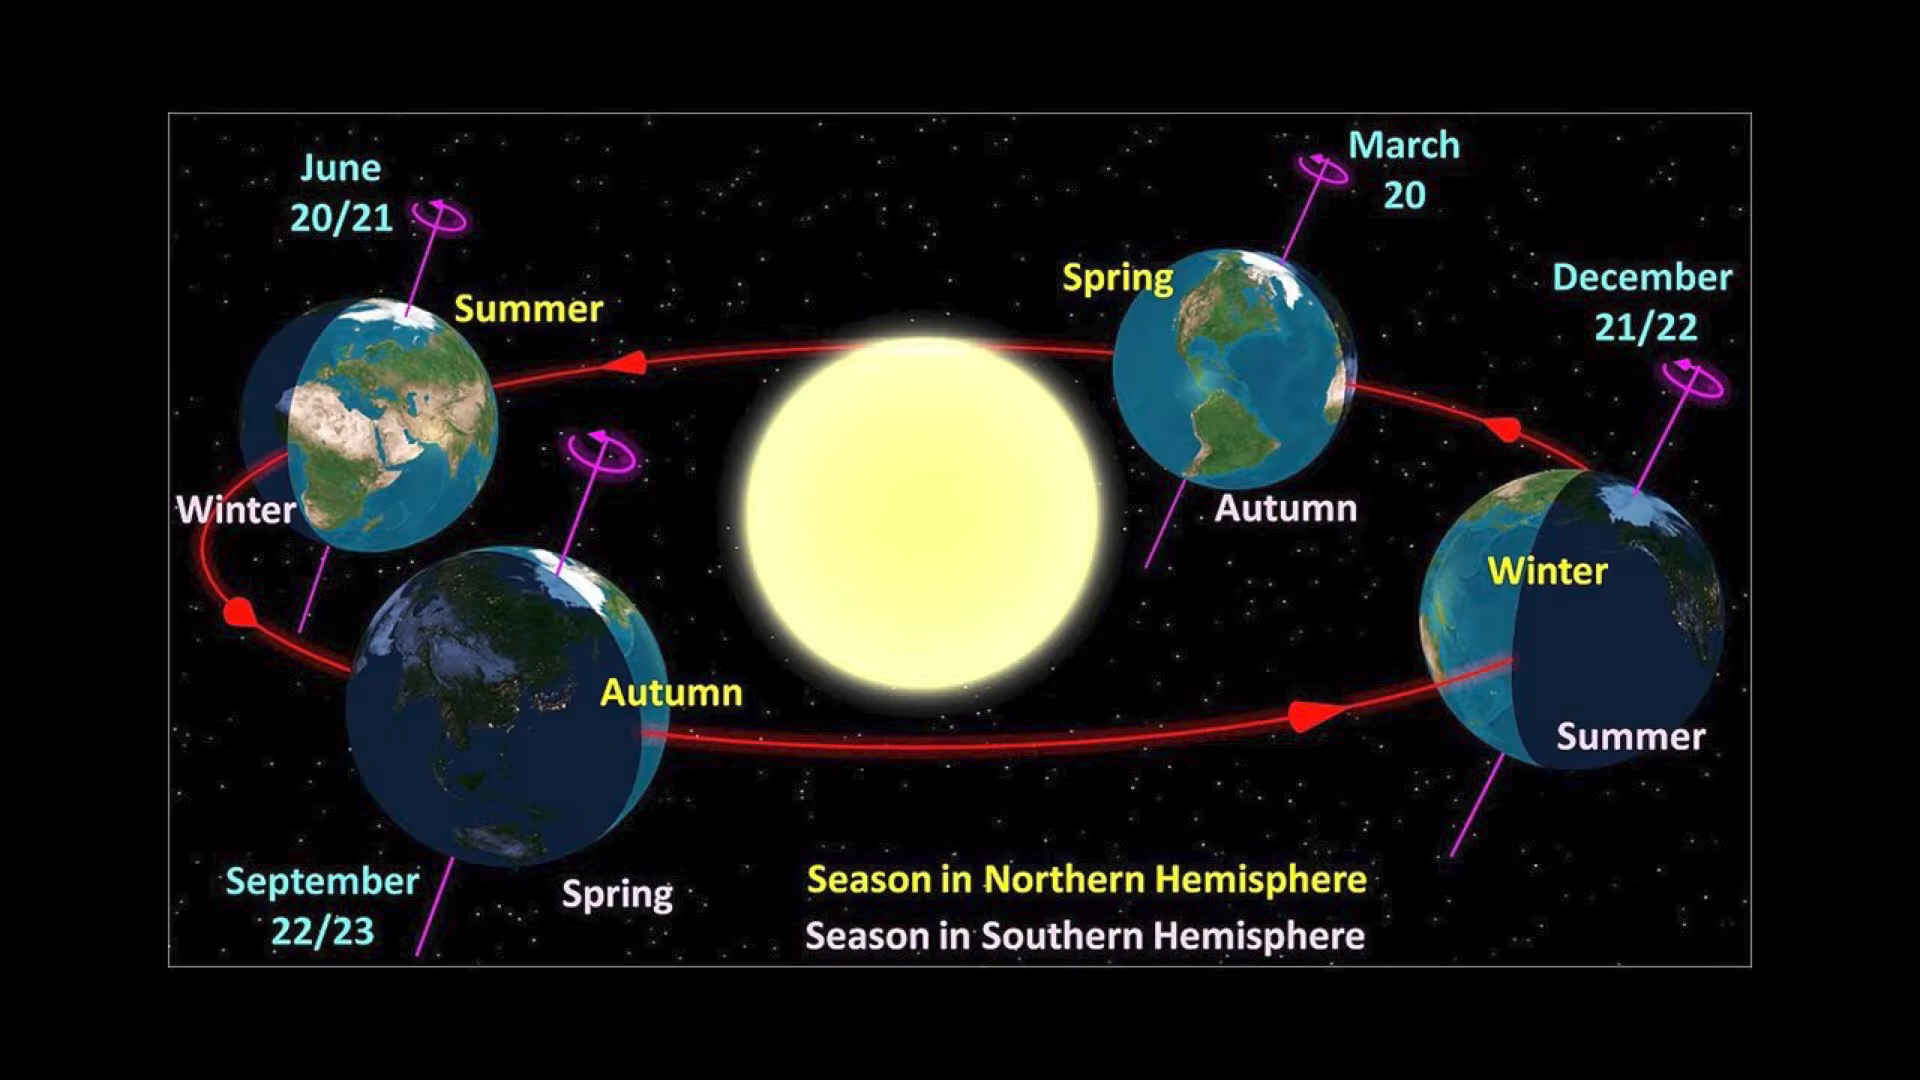 June
20/21
Summer
Winter
March
20
Spring
Autumn
December
21/22
Winter
Summer
Autumn
September
22/23
Spring
Season in Northern Hemisphere
Season in Southern Hemisphere